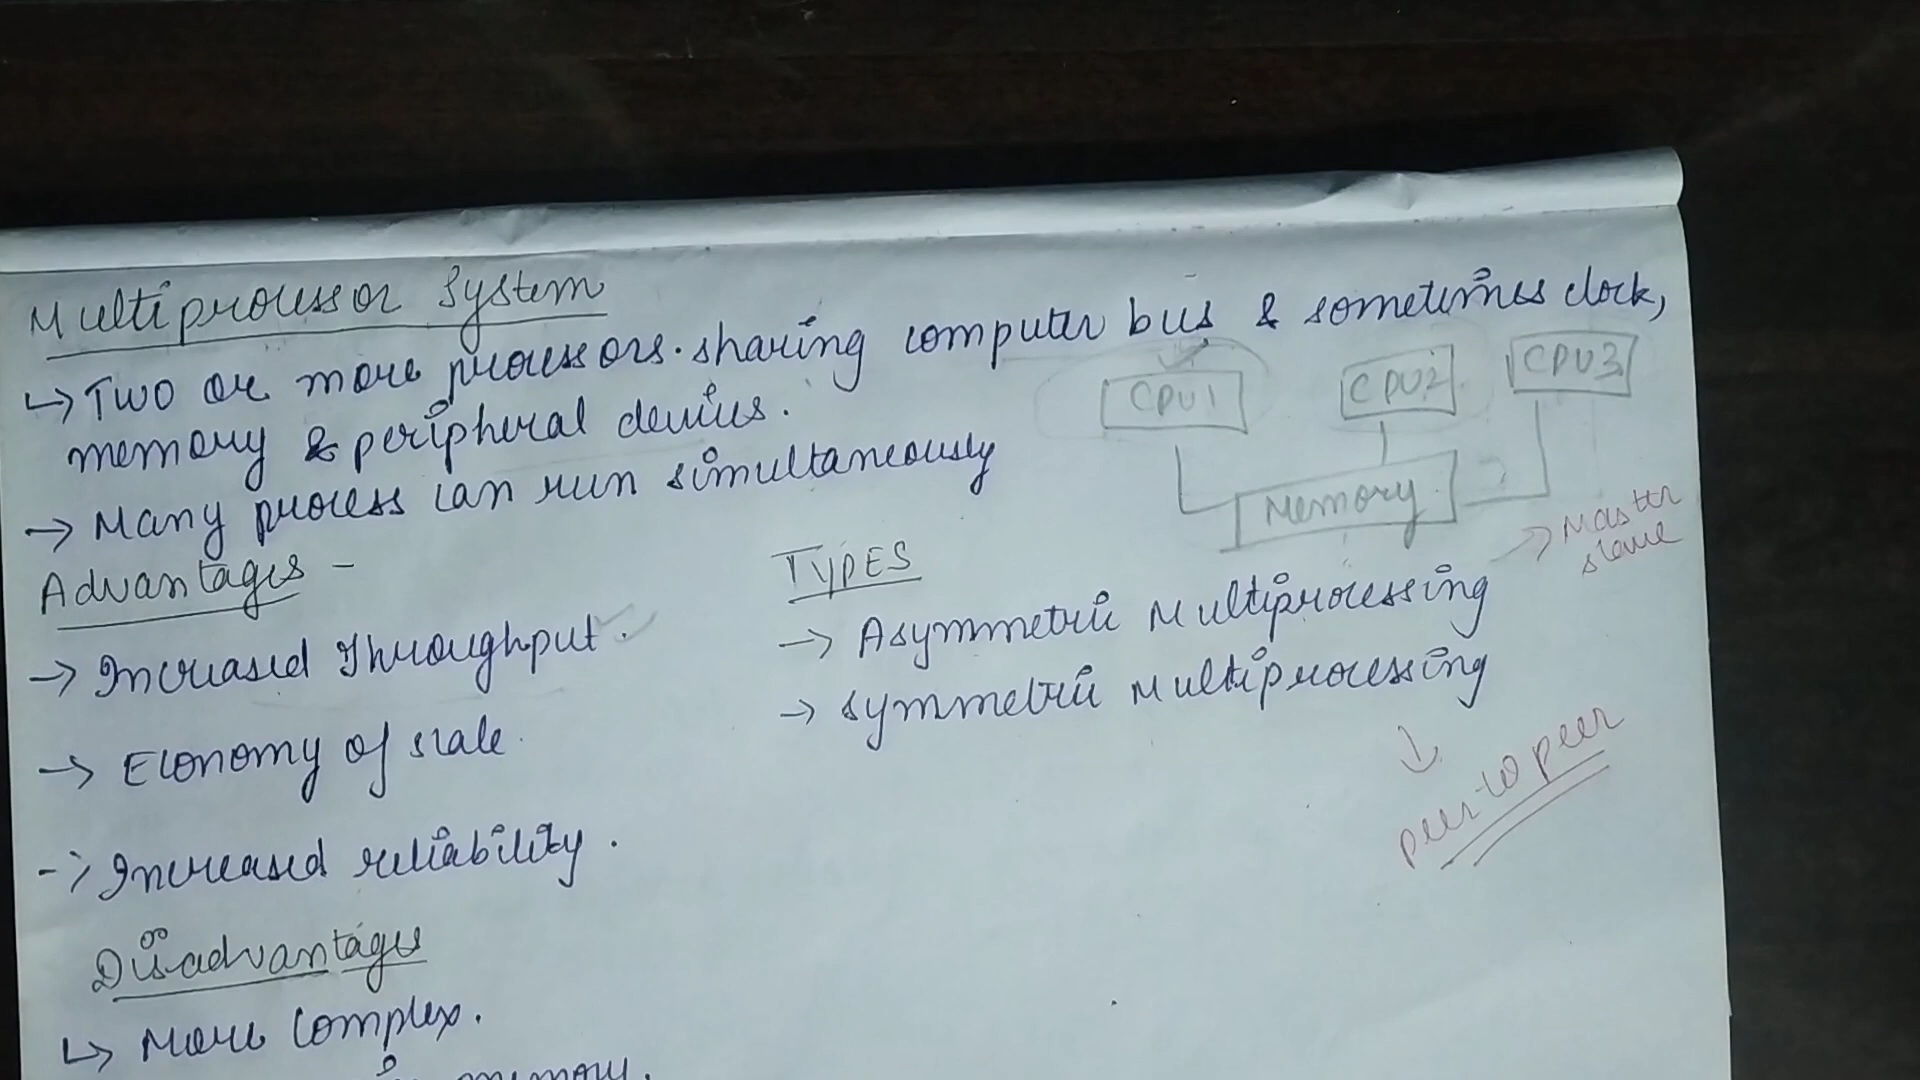 Multiprocessor System
↳ Two or more processors. sharing computer bus & sometimes clock,
memory & peripheral devices.
→ Many process can run simultaneously
CPU1 CPU2 CPU3
Memory
Advantages -
→ Increased Throughput.
→ Economy of scale.
→ Increased reliability.
TYPES
→ Asymmetric Multiprocessing → Master
slave
→ Symmetric Multiprocessing
↓
peer-to peer
Disadvantages
↳ More Complex.
memory.